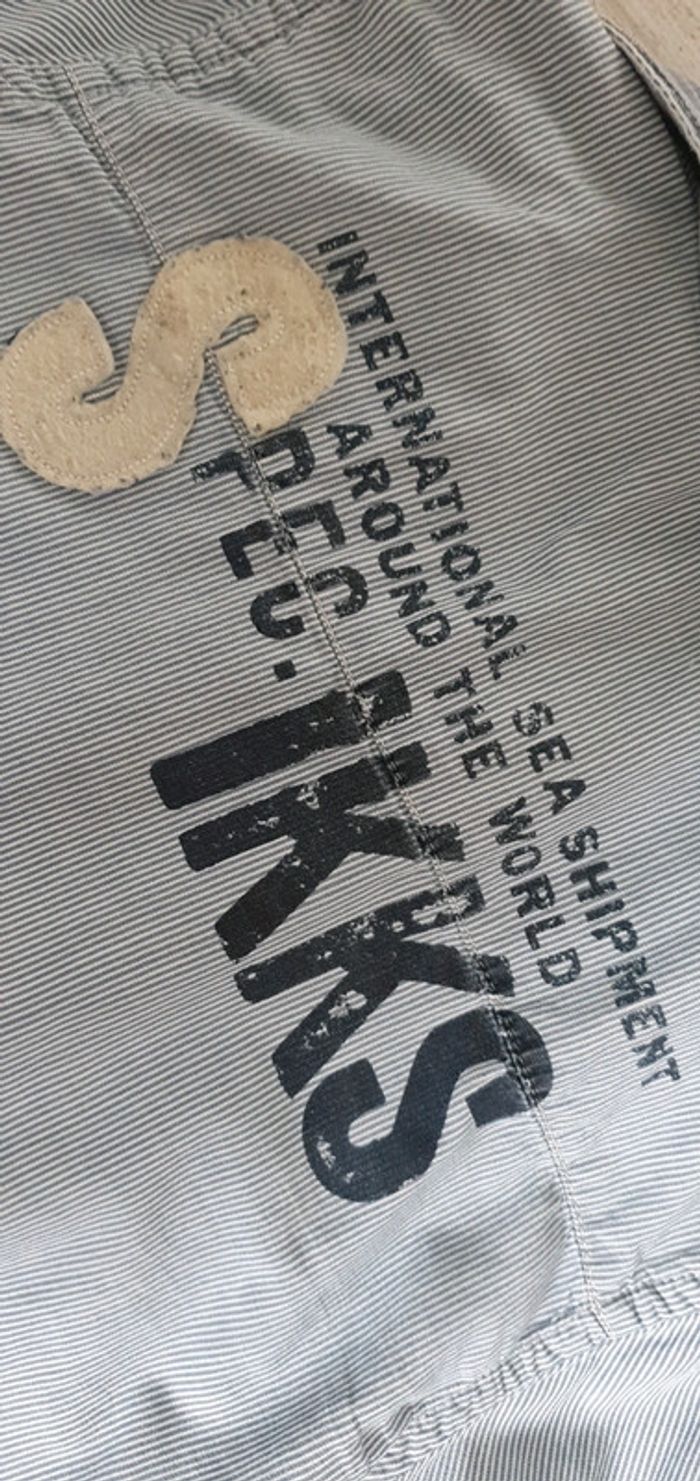 INTERNATIONAL SEA SHIPMENT
AROUND THE WORLD
SPEC. IKKS